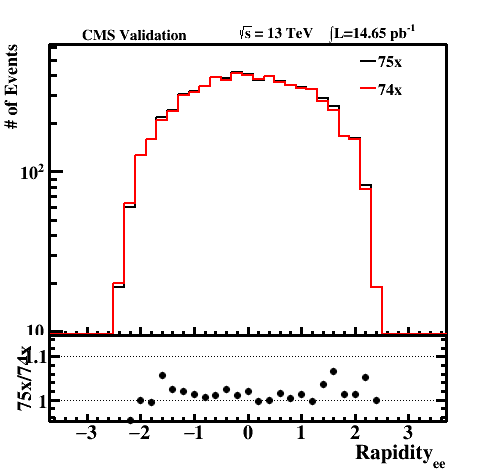 CMS Validation √s = 13 TeV ∫L=14.65 pb⁻¹
75x
74x
# of Events
10²
10
75x/74x
1.1
1
−3 −2 −1 0 1 2 3
Rapidity_ee